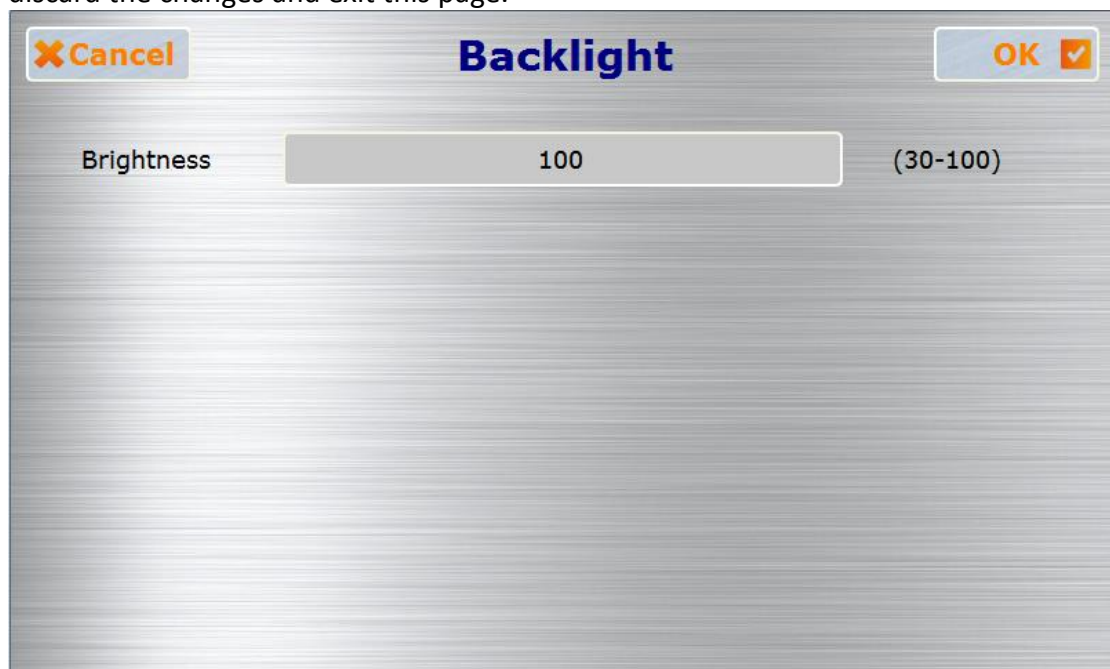 discard the changes and exit this page.
Cancel Backlight OK
Brightness 100 (30-100)